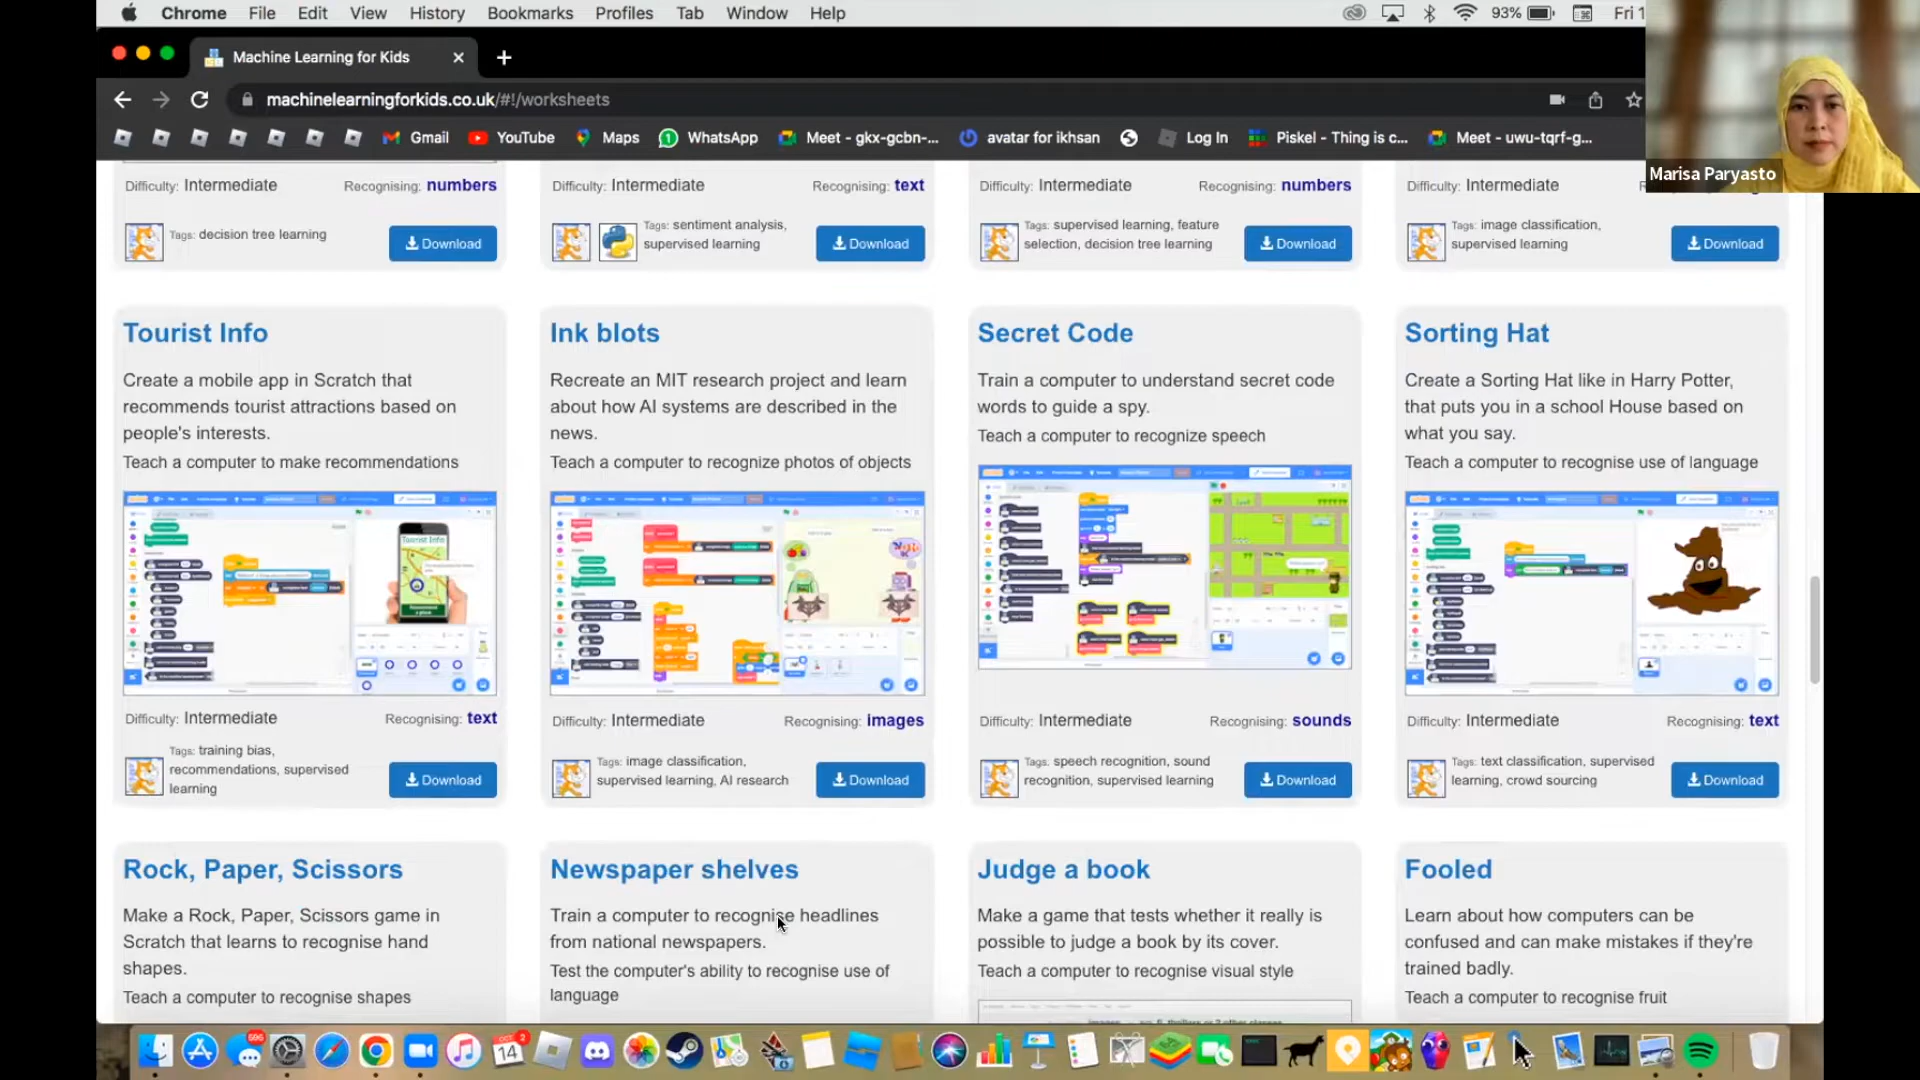 Chrome File Edit View History Bookmarks Profiles Tab Window Help 93% Fri 1
Machine Learning for Kids
machinelearningforkids.co.uk/#!/worksheets
Gmail YouTube Maps WhatsApp Meet - gkx-gcbn-... avatar for ikhsan Log In Piskel - Thing is c... Meet - uwu-tqrf-g...
Marisa Paryasto
Difficulty: Intermediate Recognising: numbers
Tags: decision tree learning
Download
Difficulty: Intermediate Recognising: text
Tags: sentiment analysis,
supervised learning
Download
Difficulty: Intermediate Recognising: numbers
Tags: supervised learning, feature
selection, decision tree learning
Download
Difficulty: Intermediate
Tags: image classification,
supervised learning
Download
Tourist Info
Create a mobile app in Scratch that
recommends tourist attractions based on
people's interests.
Teach a computer to make recommendations
Tourist Info
Difficulty: Intermediate Recognising: text
Tags: training bias,
recommendations, supervised
learning
Download
Ink blots
Recreate an MIT research project and learn
about how AI systems are described in the
news.
Teach a computer to recognize photos of objects
Difficulty: Intermediate Recognising: images
Tags: image classification,
supervised learning, AI research
Download
Secret Code
Train a computer to understand secret code
words to guide a spy.
Teach a computer to recognize speech
Difficulty: Intermediate Recognising: sounds
Tags: speech recognition, sound
recognition, supervised learning
Download
Sorting Hat
Create a Sorting Hat like in Harry Potter,
that puts you in a school House based on
what you say.
Teach a computer to recognise use of language
Difficulty: Intermediate Recognising: text
Tags: text classification, supervised
learning, crowd sourcing
Download
Rock, Paper, Scissors
Make a Rock, Paper, Scissors game in
Scratch that learns to recognise hand
shapes.
Teach a computer to recognise shapes
Newspaper shelves
Train a computer to recognise headlines
from national newspapers.
Test the computer's ability to recognise use of
language
Judge a book
Make a game that tests whether it really is
possible to judge a book by its cover.
Teach a computer to recognise visual style
Fooled
Learn about how computers can be
confused and can make mistakes if they're
trained badly.
Teach a computer to recognise fruit
596
OCT 2
14